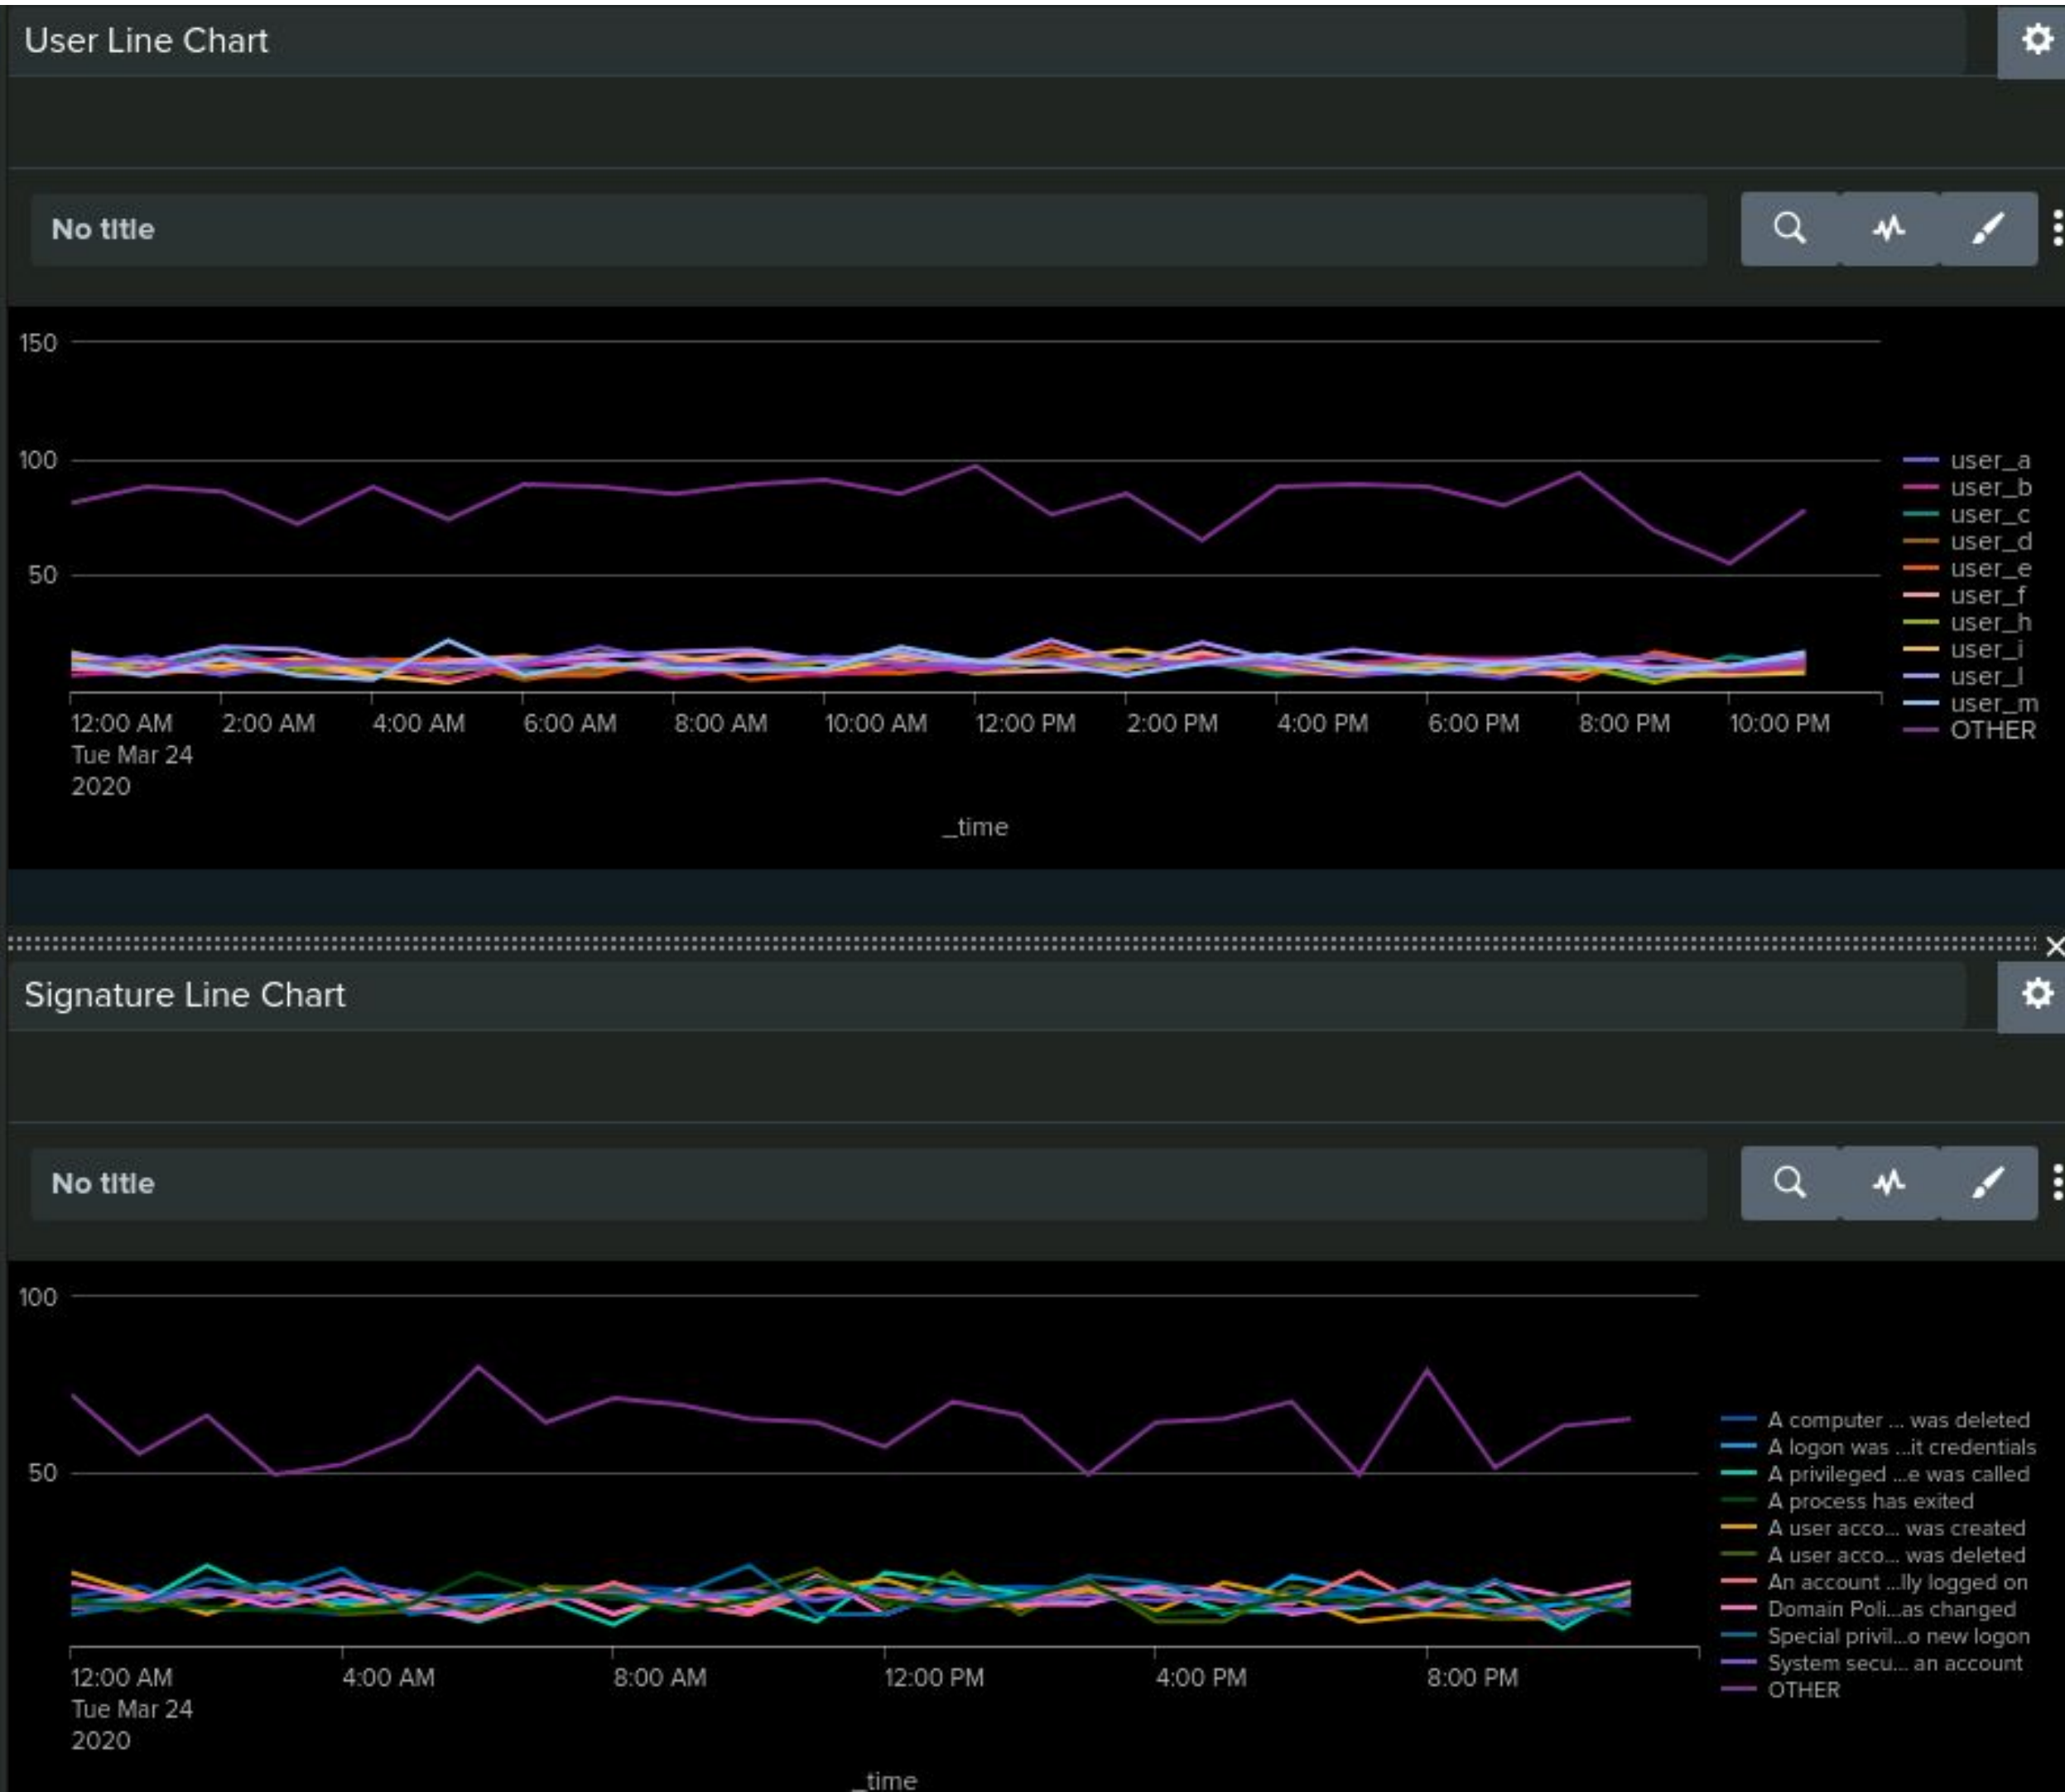 User Line Chart
No title
150
100
50
user_a
user_b
user_c
user_d
user_e
user_f
user_h
user_i
user_l
user_m
OTHER
12:00 AM 2:00 AM 4:00 AM 6:00 AM 8:00 AM 10:00 AM 12:00 PM 2:00 PM 4:00 PM 6:00 PM 8:00 PM 10:00 PM
Tue Mar 24
2020
_time
Signature Line Chart
No title
100
50
A computer ... was deleted
A logon was ...it credentials
A privileged ...e was called
A process has exited
A user acco... was created
A user acco... was deleted
An account ...lly logged on
Domain Poli...as changed
Special privil...o new logon
System secu... an account
OTHER
12:00 AM 4:00 AM 8:00 AM 12:00 PM 4:00 PM 8:00 PM
Tue Mar 24
2020
_time